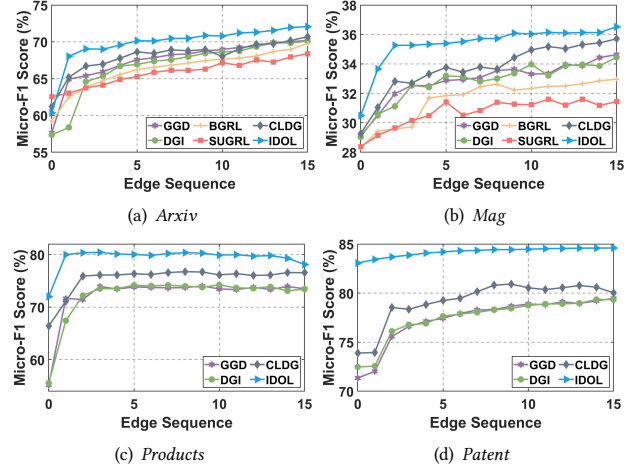 75
70
65
60
55
Micro-F1 Score (%)
0 5 10 15
Edge Sequence
GGD BGRL CLDG
DGI SUGRL IDOL
(a) Arxiv
38
36
34
32
30
28
Micro-F1 Score (%)
0 5 10 15
Edge Sequence
GGD BGRL CLDG
DGI SUGRL IDOL
(b) Mag
80
70
60
Micro-F1 Score (%)
0 5 10 15
Edge Sequence
GGD CLDG
DGI IDOL
(c) Products
85
80
75
70
Micro-F1 Score (%)
0 5 10 15
Edge Sequence
GGD CLDG
DGI IDOL
(d) Patent